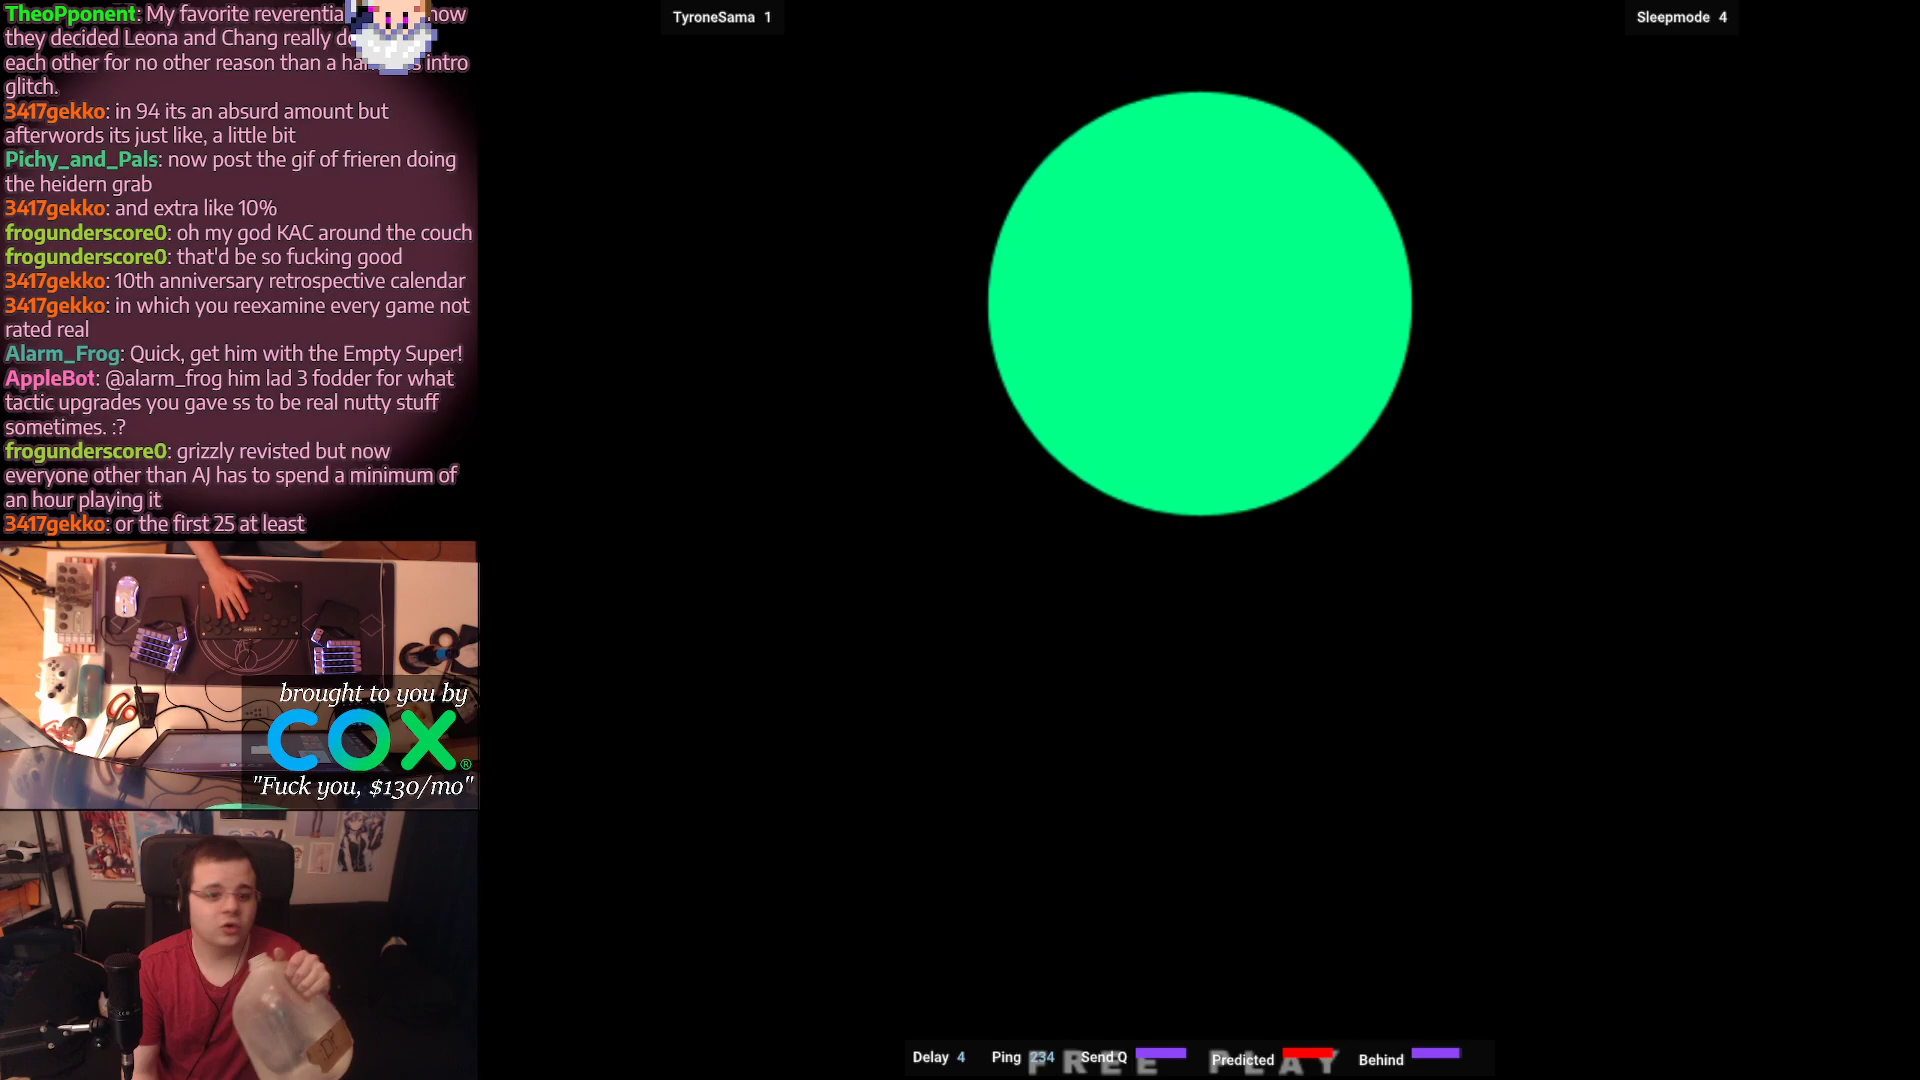 TheoPponent: My favorite reverentia how
they decided Leona and Chang really d
each other for no other reason than a ha s intro
glitch.
3417gekko: in 94 its an absurd amount but
afterwords its just like, a little bit
Pichy_and_Pals: now post the gif of frieren doing
the heidern grab
3417gekko: and extra like 10%
frogunderscore0: oh my god KAC around the couch
frogunderscore0: that'd be so fucking good
3417gekko: 10th anniversary retrospective calendar
3417gekko: in which you reexamine every game not
rated real
Alarm_Frog: Quick, get him with the Empty Super!
AppleBot: @alarm_frog him lad 3 fodder for what
tactic upgrades you gave ss to be real nutty stuff
sometimes. :?
frogunderscore0: grizzly revisted but now
everyone other than AJ has to spend a minimum of
an hour playing it
3417gekko: or the first 25 at least
brought to you by
COX®
"Fuck you, $130/mo"
TyroneSama 1
Sleepmode 4
Delay 4 Ping 234 Send Q Predicted Behind
FREE PLAY